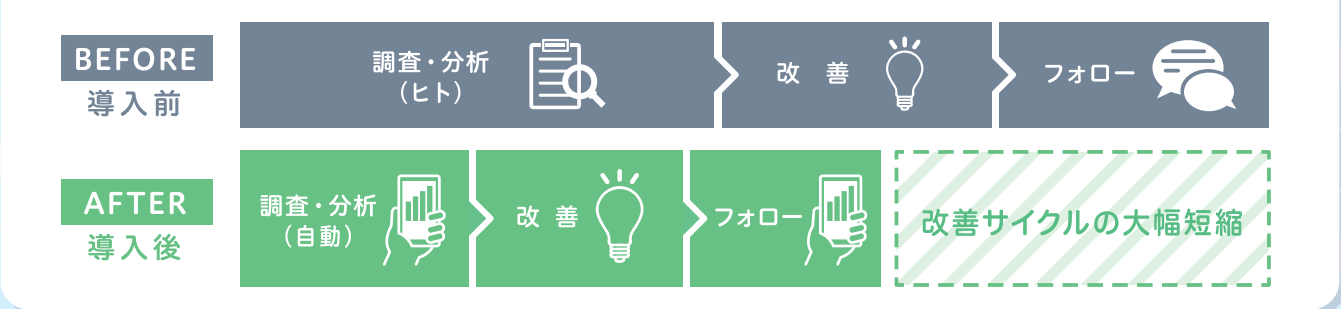 BEFORE
導入前
調査・分析
(ヒト)
改 善
フォロー
AFTER
導入後
調査・分析
(自動)
改 善
フォロー
改善サイクルの大幅短縮